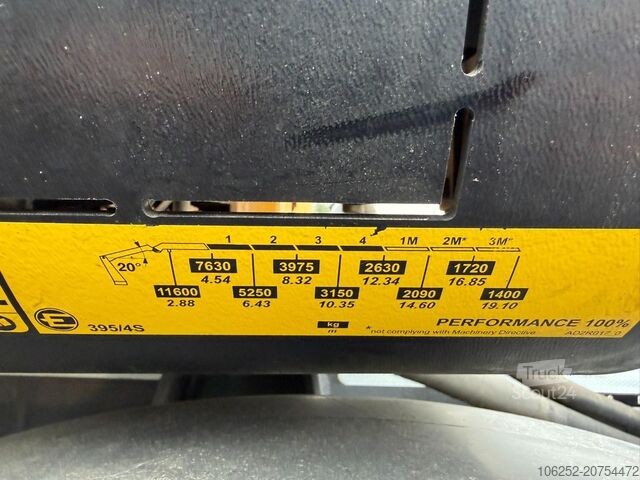 1 2 3 4 1M 2M* 3M*
20°
7630 3975 2630 1720
4.54 8.32 12.34 16.85
11600 5250 3150 2090 1400
2.88 6.43 10.35 14.60 19.10
E 395/4S
kg
m
*not complying with Machinery Directive
PERFORMANCE 100%
AD2R017_0
Truck
Scout24
106252-20754472